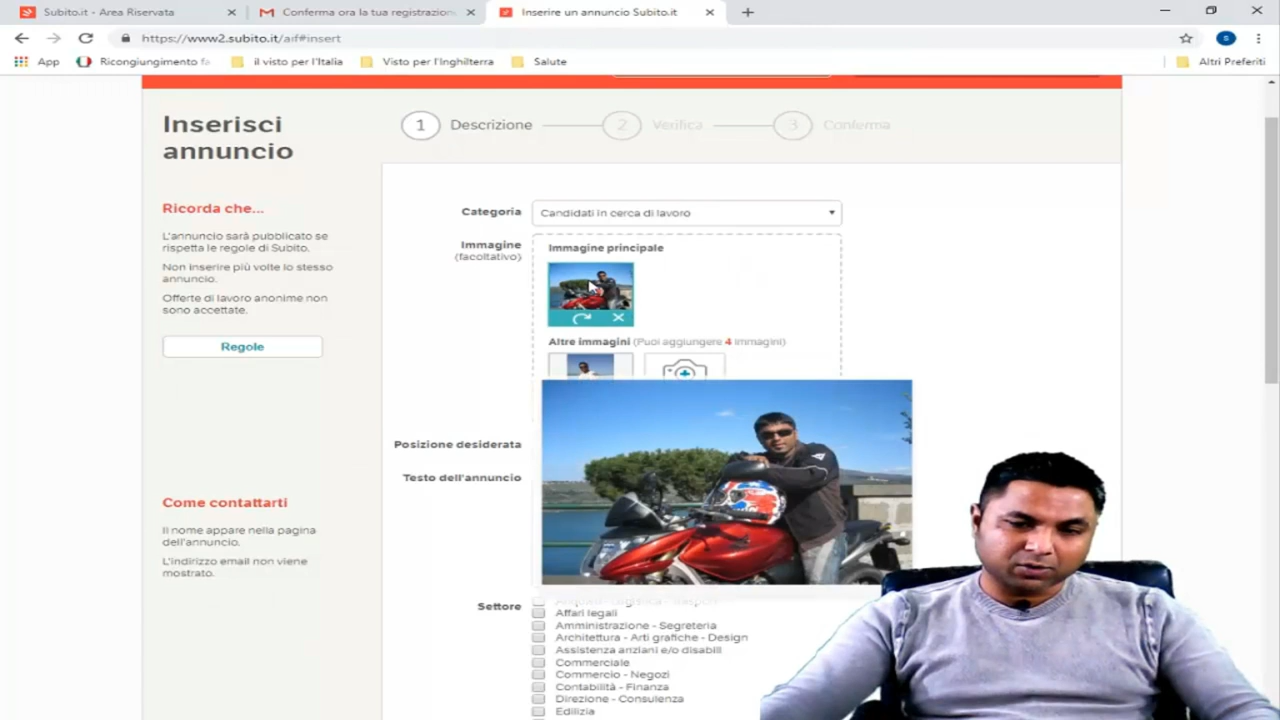 Subito.it - Area Riservata
Conferma ora la tua registrazion
Inserire un annuncio Subito.it
https://www2.subito.it/aif#insert
App
Ricongiungimento fa
il visto per l'Italia
Visto per l'Inghilterra
Salute
Altri Preferiti
Inserisci
annuncio
1 Descrizione
2 Verifica
3 Conferma
Ricorda che...
L'annuncio sarà pubblicato se
rispetta le regole di Subito.
Non inserire più volte lo stesso
annuncio.
Offerte di lavoro anonime non
sono accettate.
Regole
Categoria
Candidati in cerca di lavoro
Immagine
(facoltativo)
Immagine principale
Altre immagini (Puoi aggiungere 4 immagini)
Posizione desiderata
Testo dell'annuncio
Come contattarti
Il nome appare nella pagina
dell'annuncio.
L'indirizzo email non viene
mostrato.
Settore
Affari legali
Amministrazione - Segreteria
Architettura - Arti grafiche - Design
Assistenza anziani e/o disabili
Commerciale
Commercio - Negozi
Contabilità - Finanza
Direzione - Consulenza
Edilizia